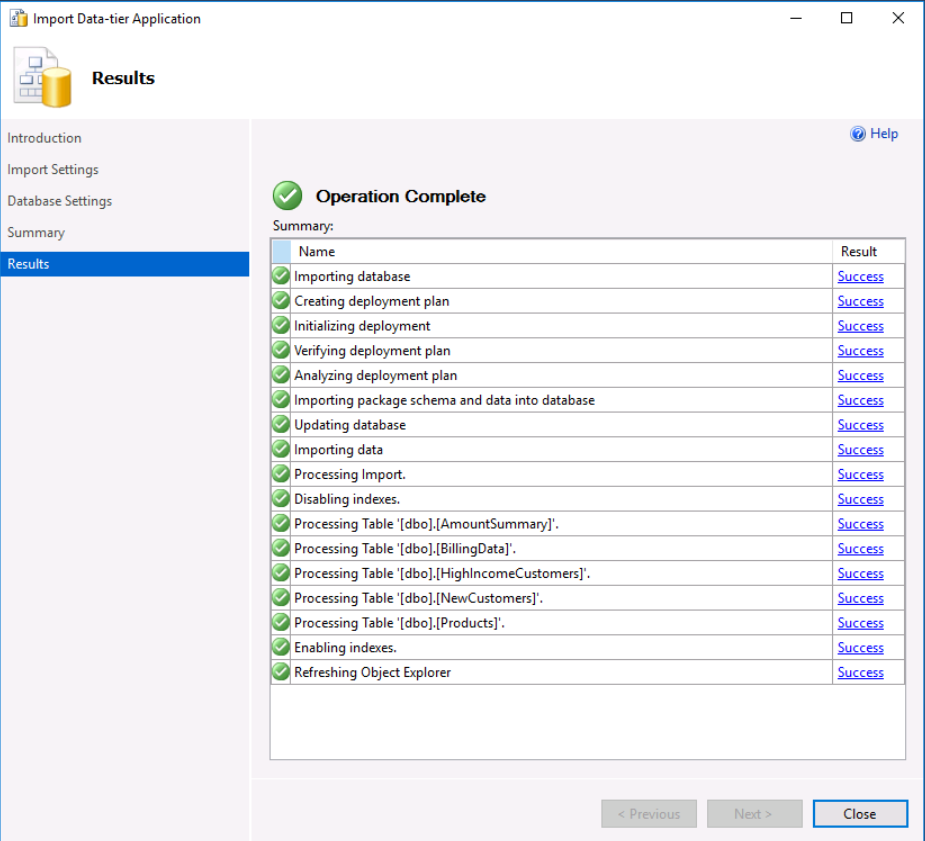 Import Data-tier Application
Results
Introduction
Import Settings
Database Settings
Summary
Results
Help
Operation Complete
Summary:
Name Result
Importing database Success
Creating deployment plan Success
Initializing deployment Success
Verifying deployment plan Success
Analyzing deployment plan Success
Importing package schema and data into database Success
Updating database Success
Importing data Success
Processing Import. Success
Disabling indexes. Success
Processing Table '[dbo].[AmountSummary]'. Success
Processing Table '[dbo].[BillingData]'. Success
Processing Table '[dbo].[HighIncomeCustomers]'. Success
Processing Table '[dbo].[NewCustomers]'. Success
Processing Table '[dbo].[Products]'. Success
Enabling indexes. Success
Refreshing Object Explorer Success
< Previous Next > Close